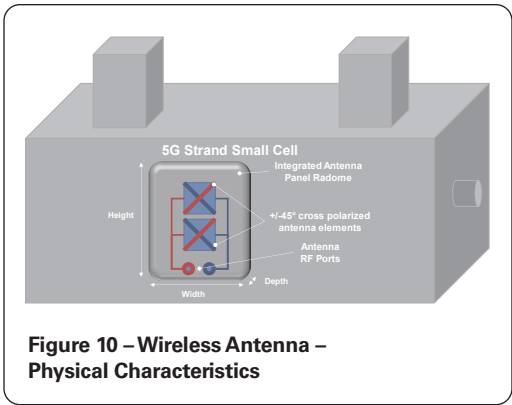 5G Strand Small Cell
Integrated Antenna
Panel Radome
Height
+/-45° cross polarized
antenna elements
Antenna
RF Ports
Depth
Width
Figure 10 – Wireless Antenna –
Physical Characteristics